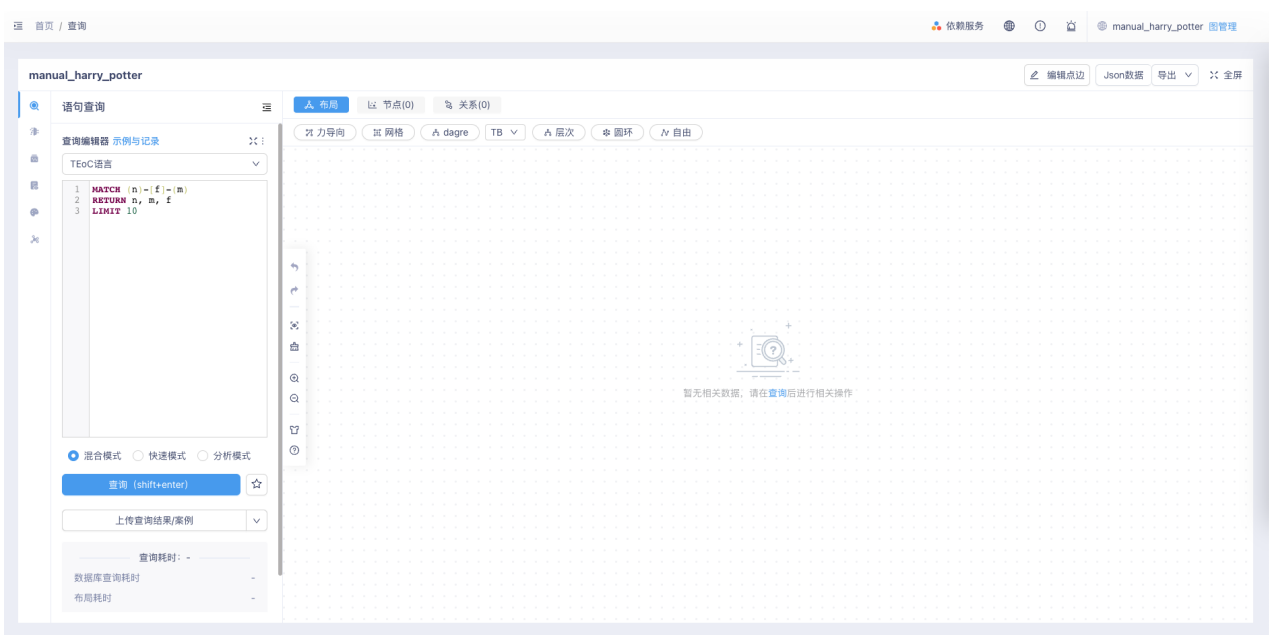 首页 / 查询
依赖服务
manual_harry_potter 图管理
manual_harry_potter
编辑点边
Json数据
导出
全屏
语句查询
布局
节点(0)
关系(0)
查询编辑器 示例与记录
力导向
网格
dagre
TB
层次
圆环
自由
TEoC语言
1 MATCH (n)-[f]-(m)
2 RETURN n, m, f
3 LIMIT 10
暂无相关数据，请在查询后进行相关操作
混合模式
快速模式
分析模式
查询（shift+enter）
上传查询结果/案例
查询耗时：-
数据库查询耗时 -
布局耗时 -